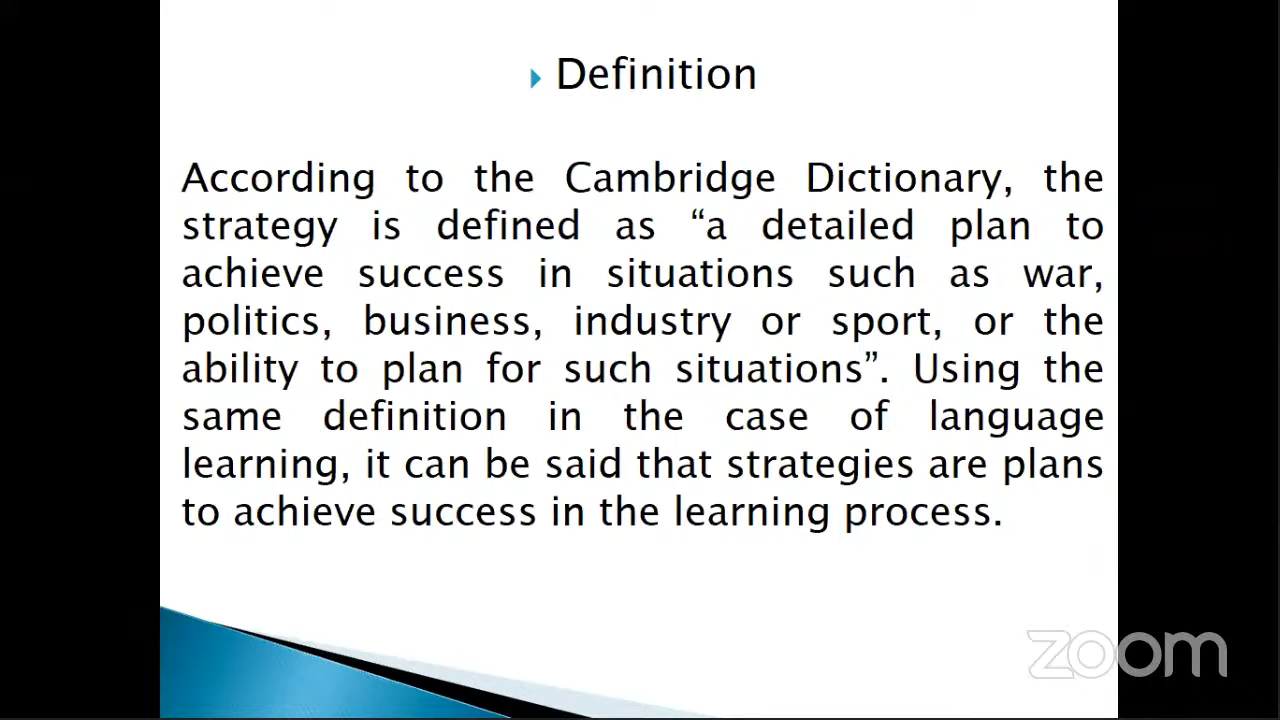 Definition
According to the Cambridge Dictionary, the
strategy is defined as “a detailed plan to
achieve success in situations such as war,
politics, business, industry or sport, or the
ability to plan for such situations”. Using the
same definition in the case of language
learning, it can be said that strategies are plans
to achieve success in the learning process.
zoom